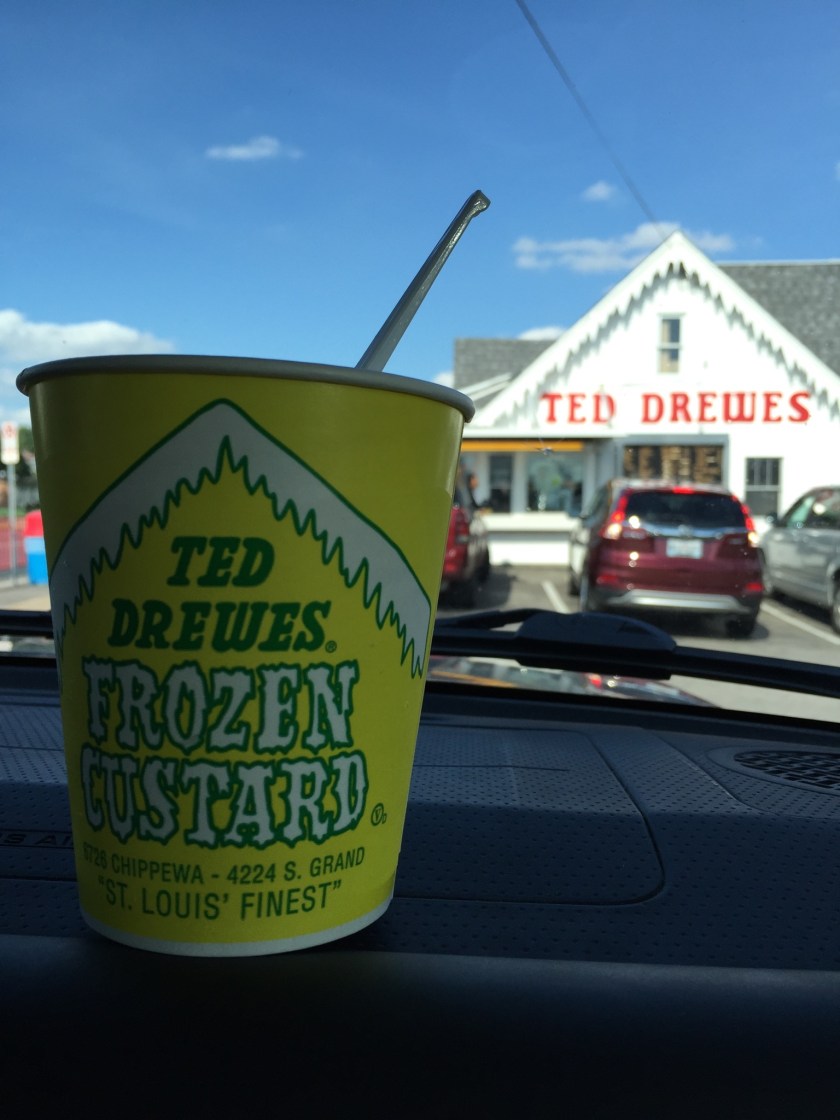 TED DREWES
TED
DREWES®
FROZEN
CUSTARD
6726 CHIPPEWA - 4224 S. GRAND
"ST. LOUIS' FINEST"